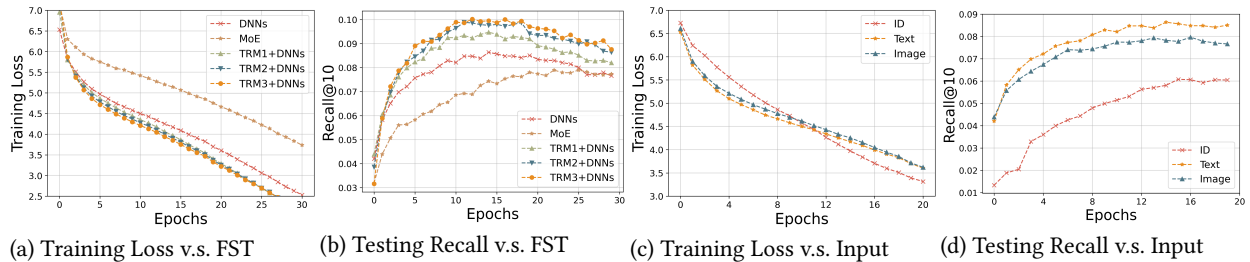 7.0
6.5
6.0
5.5
5.0
4.5
4.0
3.5
3.0
2.5
Training Loss
0 5 10 15 20 25 30
Epochs
DNNs
MoE
TRM1+DNNs
TRM2+DNNs
TRM3+DNNs
(a) Training Loss v.s. FST
0.10
0.09
0.08
0.07
0.06
0.05
0.04
0.03
Recall@10
0 5 10 15 20 25 30
Epochs
DNNs
MoE
TRM1+DNNs
TRM2+DNNs
TRM3+DNNs
(b) Testing Recall v.s. FST
7.0
6.5
6.0
5.5
5.0
4.5
4.0
3.5
3.0
Training Loss
0 4 8 12 16 20
Epochs
ID
Text
Image
(c) Training Loss v.s. Input
0.09
0.08
0.07
0.06
0.05
0.04
0.03
0.02
0.01
Recall@10
0 4 8 12 16 20
Epochs
ID
Text
Image
(d) Testing Recall v.s. Input